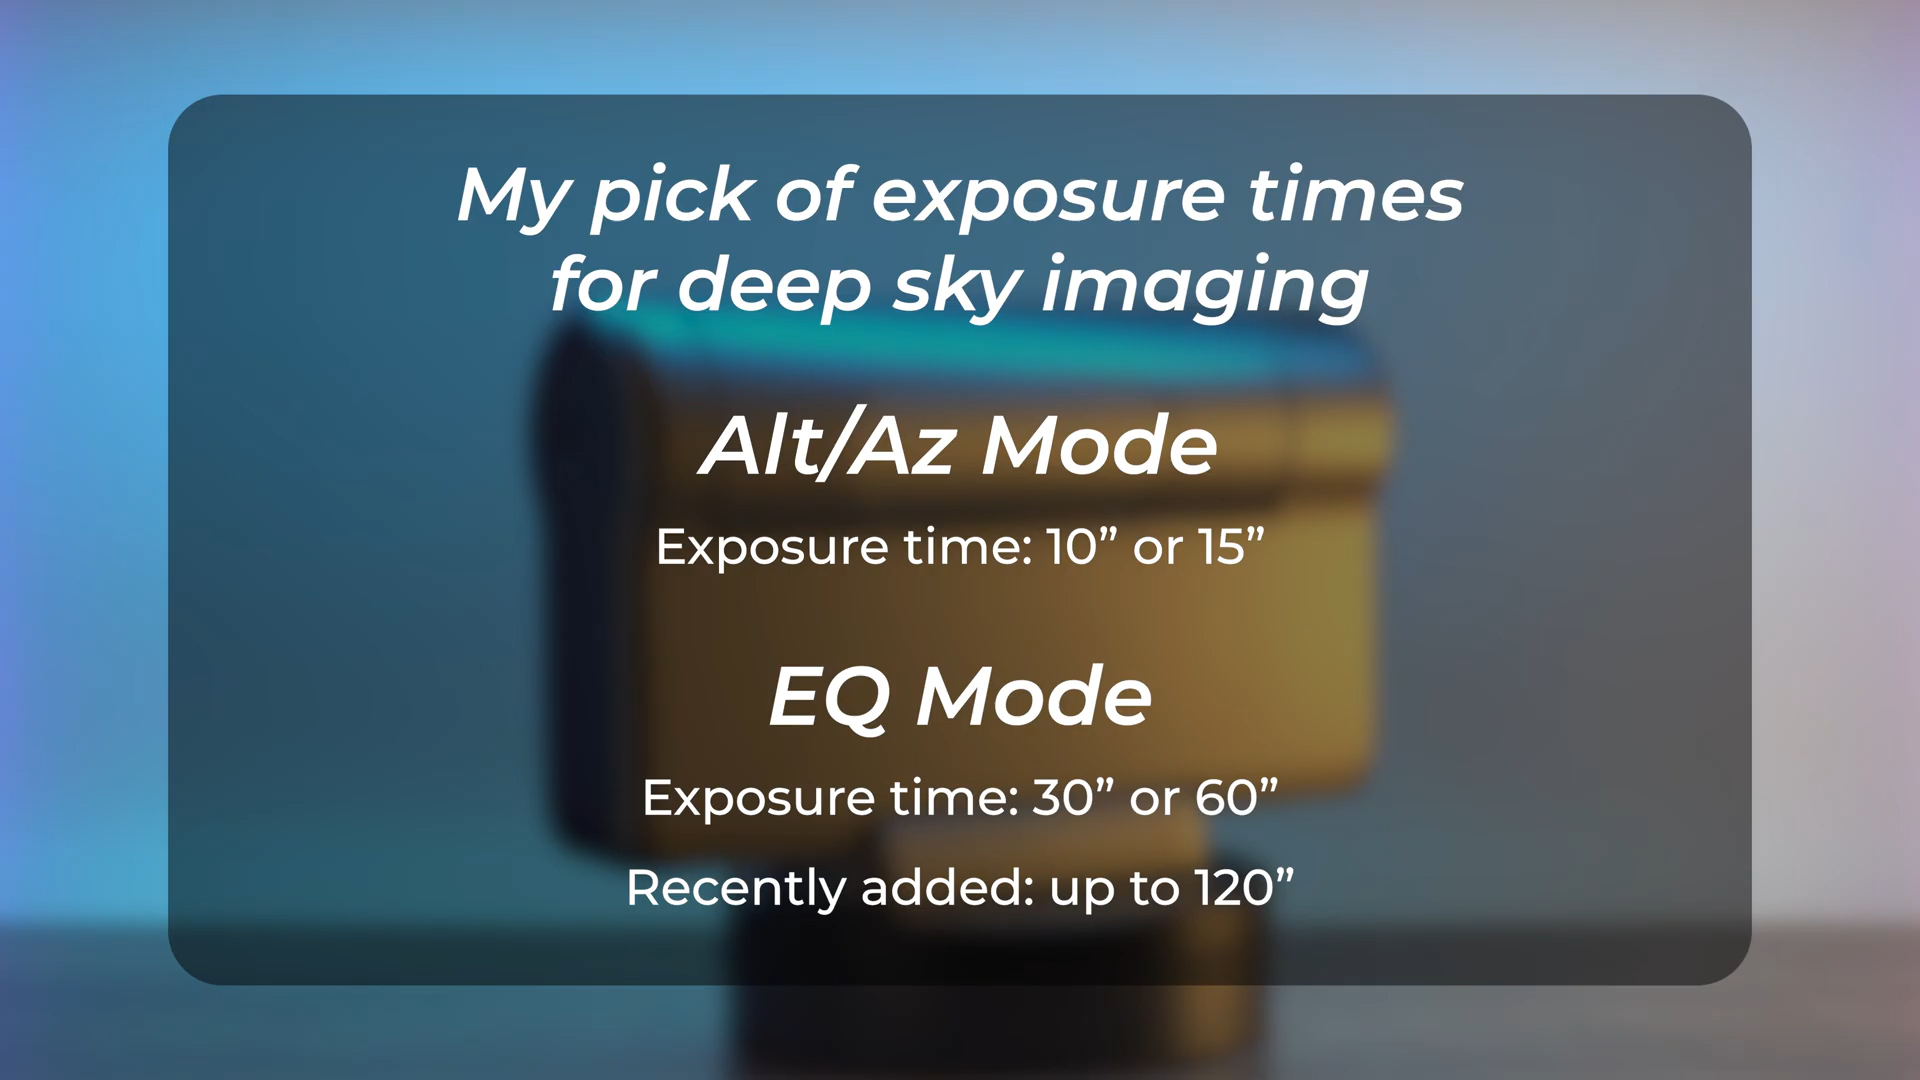 My pick of exposure times
for deep sky imaging
Alt/Az Mode
Exposure time: 10” or 15”
EQ Mode
Exposure time: 30” or 60”
Recently added: up to 120”